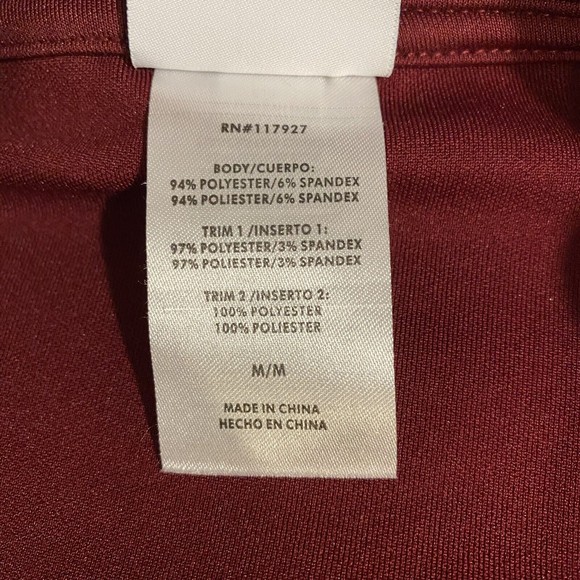 RN#117927
BODY/CUERPO:
94% POLYESTER/6% SPANDEX
94% POLIESTER/6% SPANDEX
TRIM 1 /INSERTO 1:
97% POLYESTER/3% SPANDEX
97% POLIESTER/3% SPANDEX
TRIM 2 /INSERTO 2:
100% POLYESTER
100% POLIESTER
M/M
MADE IN CHINA
HECHO EN CHINA